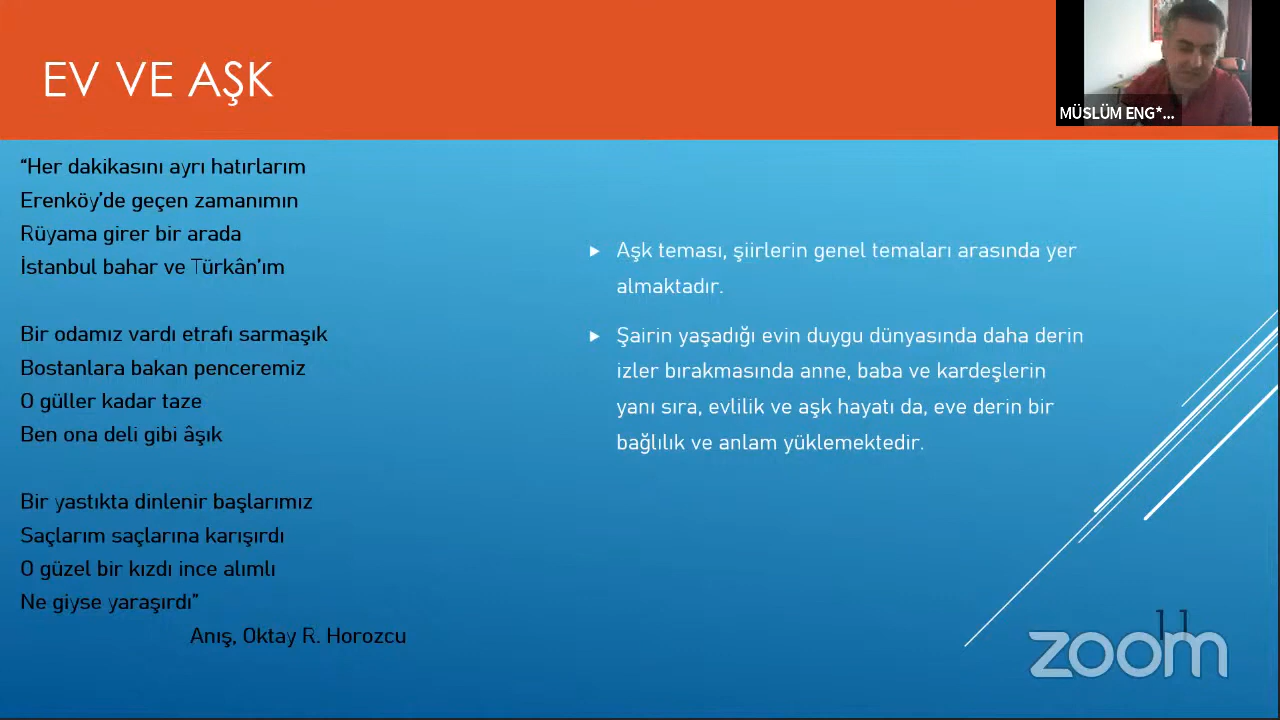 EV VE AŞK
MÜSLÜM ENG*...
“Her dakikasını ayrı hatırlarım
Erenköy’de geçen zamanımın
Rüyama girer bir arada
İstanbul bahar ve Türkân’ım
Bir odamız vardı etrafı sarmaşık
Bostanlara bakan penceremiz
O güller kadar taze
Ben ona deli gibi âşık
Bir yastıkta dinlenir başlarımız
Saçlarım saçlarına karışırdı
O güzel bir kızdı ince alımlı
Ne giyse yaraşırdı”
Anış, Oktay R. Horozcu
Aşk teması, şiirlerin genel temaları arasında yer
almaktadır.
Şairin yaşadığı evin duygu dünyasında daha derin
izler bırakmasında anne, baba ve kardeşlerin
yanı sıra, evlilik ve aşk hayatı da, eve derin bir
bağlılık ve anlam yüklemektedir.
11
zoom